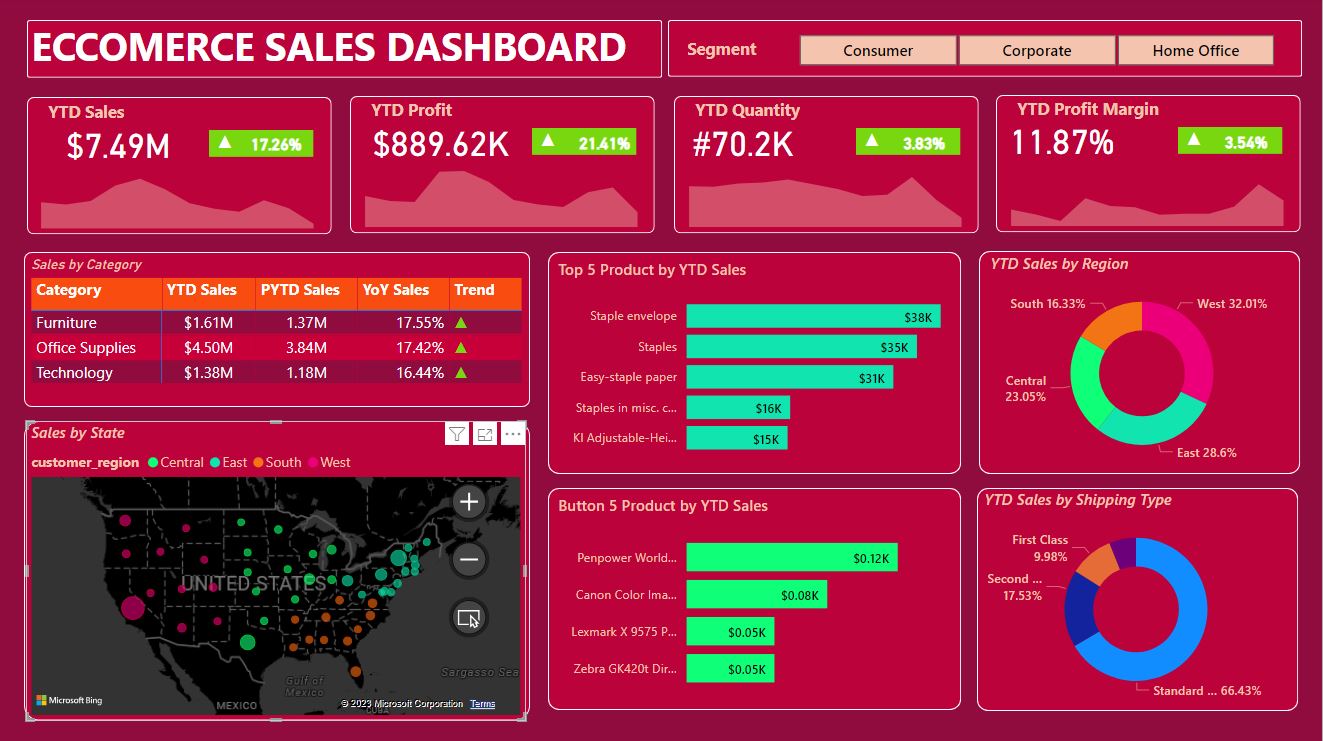 ECCOMERCE SALES DASHBOARD
Segment
Consumer
Corporate
Home Office
YTD Sales
$7.49M
▲ 17.26%
YTD Profit
$889.62K
▲ 21.41%
YTD Quantity
#70.2K
▲ 3.83%
YTD Profit Margin
11.87%
▲ 3.54%
Sales by Category
Category YTD Sales PYTD Sales YoY Sales Trend
Furniture $1.61M 1.37M 17.55% ▲
Office Supplies $4.50M 3.84M 17.42% ▲
Technology $1.38M 1.18M 16.44% ▲
Top 5 Product by YTD Sales
Staple envelope $38K
Staples $35K
Easy-staple paper $31K
Staples in misc. c... $16K
KI Adjustable-Hei... $15K
YTD Sales by Region
South 16.33%
West 32.01%
Central
23.05%
East 28.6%
Sales by State
customer_region Central East South West
UNITED STATES
Gulf of
Mexico
Sargasso Sea
MEXICO
CUBA
Microsoft Bing
© 2023 Microsoft Corporation Terms
Button 5 Product by YTD Sales
Penpower World... $0.12K
Canon Color Ima... $0.08K
Lexmark X 9575 P... $0.05K
Zebra GK420t Dir... $0.05K
YTD Sales by Shipping Type
First Class
9.98%
Second ...
17.53%
Standard ... 66.43%